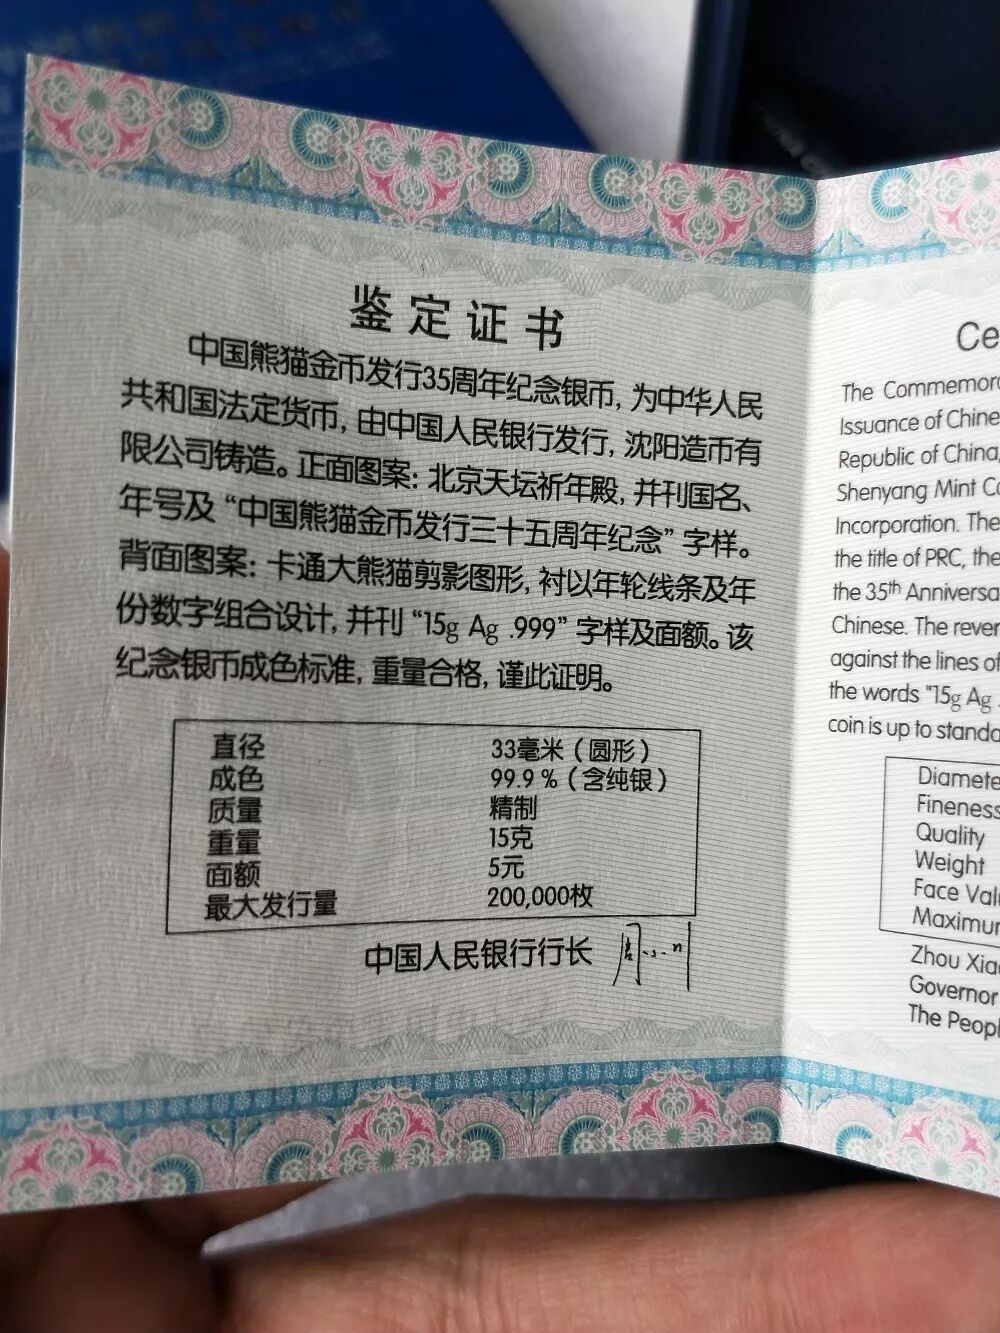 鉴定证书
中国熊猫金币发行35周年纪念银币, 为中华人民
共和国法定货币, 由中国人民银行发行, 沈阳造币有
限公司铸造。正面图案: 北京天坛祈年殿, 并刊国名、
年号及“中国熊猫金币发行三十五周年纪念”字样。
背面图案: 卡通大熊猫剪影图形, 衬以年轮线条及年
份数字组合设计, 并刊“15g Ag .999”字样及面额。该
纪念银币成色标准, 重量合格, 谨此证明。
直径 33毫米 (圆形)
成色 99.9 % (含纯银)
质量 精制
重量 15克
面额 5元
最大发行量 200,000枚
中国人民银行行长 周小川
Ce
The Commemor
Issuance of Chine
Republic of China,
Shenyang Mint Co
Incorporation. The
the title of PRC, the
the 35th Anniversa
Chinese. The rever
against the lines of
the words "15g Ag
coin is up to standa
Diamete
Fineness
Quality
Weight
Face Val
Maximu
Zhou Xia
Governor
The Peopl